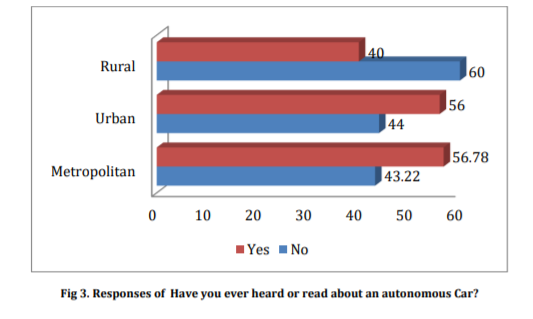 Rural
40
60
Urban
56
44
Metropolitan
56.78
43.22
0 10 20 30 40 50 60
Yes No
Fig 3. Responses of Have you ever heard or read about an autonomous Car?